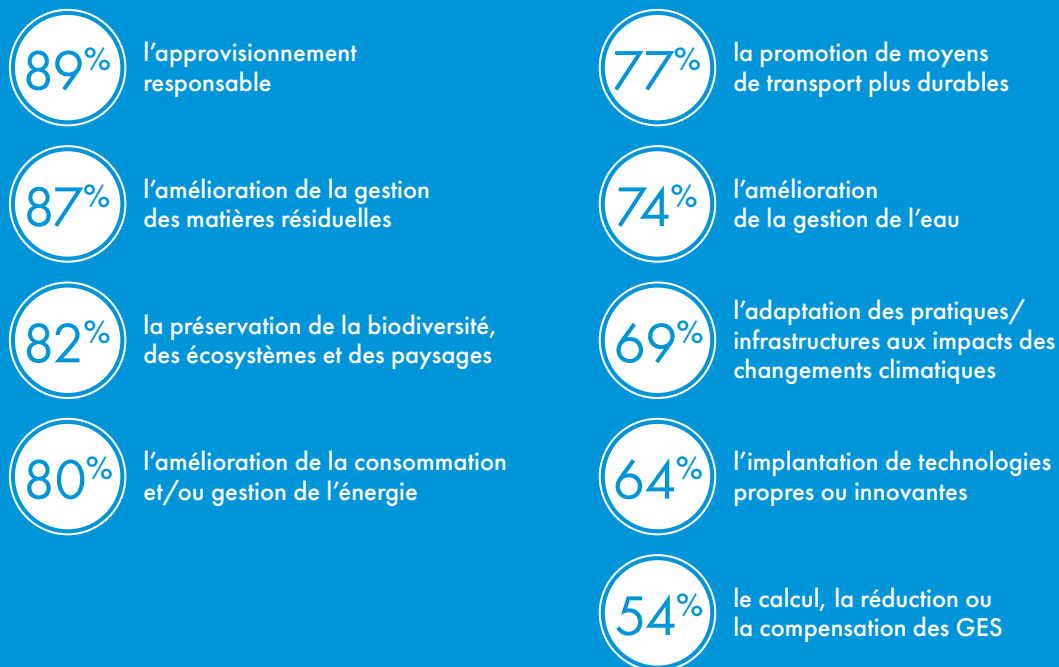 89%
l’approvisionnement
responsable
87%
l’amélioration de la gestion
des matières résiduelles
82%
la préservation de la biodiversité,
des écosystèmes et des paysages
80%
l’amélioration de la consommation
et/ou gestion de l’énergie
77%
la promotion de moyens
de transport plus durables
74%
l’amélioration
de la gestion de l’eau
69%
l’adaptation des pratiques/
infrastructures aux impacts des
changements climatiques
64%
l’implantation de technologies
propres ou innovantes
54%
le calcul, la réduction ou
la compensation des GES